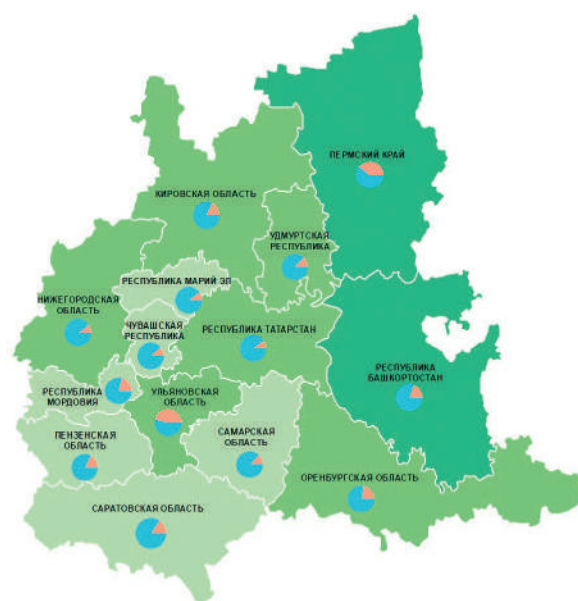 ПЕРМСКИЙ КРАЙ
КИРОВСКАЯ ОБЛАСТЬ
УДМУРТСКАЯ
РЕСПУБЛИКА
РЕСПУБЛИКА МАРИЙ ЭЛ
НИЖЕГОРОДСКАЯ
ОБЛАСТЬ
ЧУВАШСКАЯ
РЕСПУБЛИКА
РЕСПУБЛИКА ТАТАРСТАН
РЕСПУБЛИКА
БАШКОРТОСТАН
РЕСПУБЛИКА
МОРДОВИЯ
УЛЬЯНОВСКАЯ
ОБЛАСТЬ
ПЕНЗЕНСКАЯ
ОБЛАСТЬ
САМАРСКАЯ
ОБЛАСТЬ
ОРЕНБУРГСКАЯ ОБЛАСТЬ
САРАТОВСКАЯ ОБЛАСТЬ